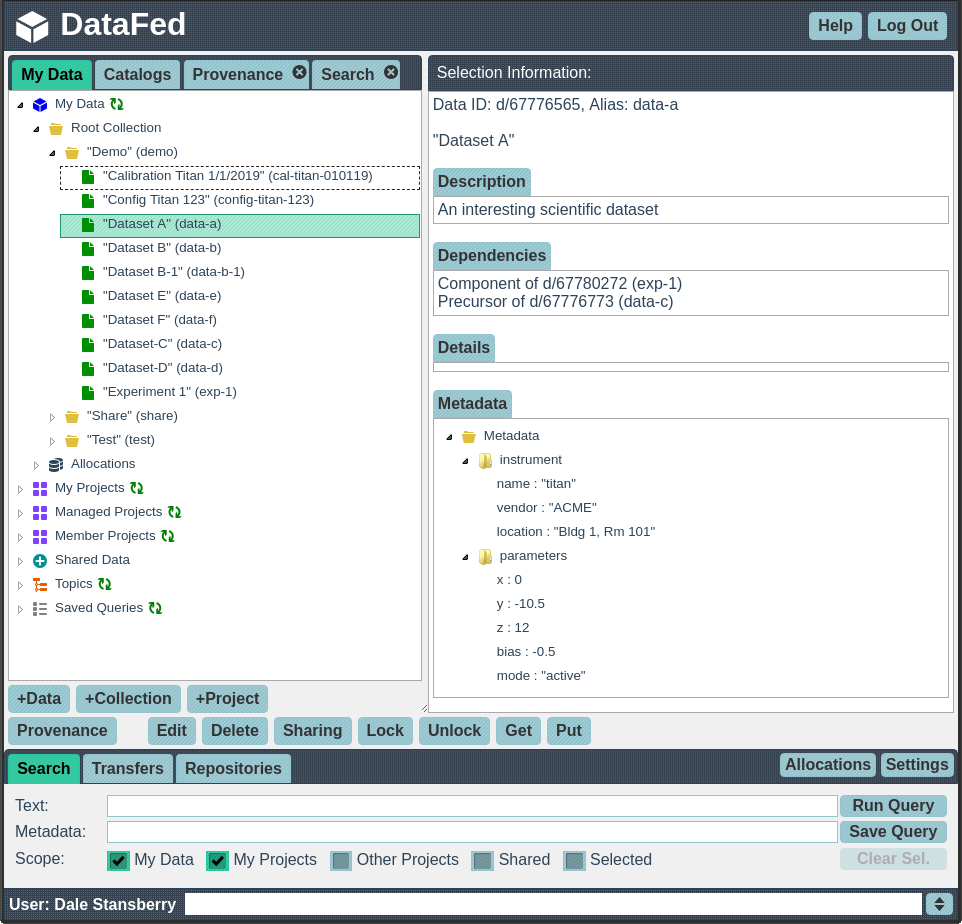 DataFed
Help Log Out
My Data Catalogs Provenance Search
My Data
Root Collection
"Demo" (demo)
"Calibration Titan 1/1/2019" (cal-titan-010119)
"Config Titan 123" (config-titan-123)
"Dataset A" (data-a)
"Dataset B" (data-b)
"Dataset B-1" (data-b-1)
"Dataset E" (data-e)
"Dataset F" (data-f)
"Dataset-C" (data-c)
"Dataset-D" (data-d)
"Experiment 1" (exp-1)
"Share" (share)
"Test" (test)
Allocations
My Projects
Managed Projects
Member Projects
Shared Data
Topics
Saved Queries
Selection Information:
Data ID: d/67776565, Alias: data-a
"Dataset A"
Description
An interesting scientific dataset
Dependencies
Component of d/67780272 (exp-1)
Precursor of d/67776773 (data-c)
Details
Metadata
Metadata
instrument
name : "titan"
vendor : "ACME"
location : "Bldg 1, Rm 101"
parameters
x : 0
y : -10.5
z : 12
bias : -0.5
mode : "active"
+Data +Collection +Project
Provenance Edit Delete Sharing Lock Unlock Get Put
Search Transfers Repositories Allocations Settings
Text: Run Query
Metadata: Save Query
Scope: My Data My Projects Other Projects Shared Selected Clear Sel.
User: Dale Stansberry